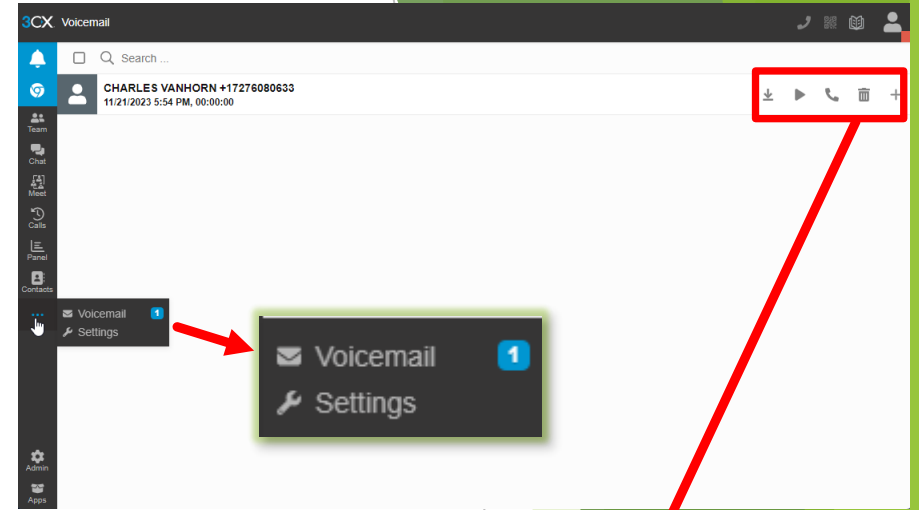 3CX Voicemail
Search ...
CHARLES VANHORN +17276080633
11/21/2023 5:54 PM, 00:00:00
Team
Chat
Meet
Calls
Panel
Contacts
Voicemail 1
Settings
Voicemail 1
Settings
Admin
Apps